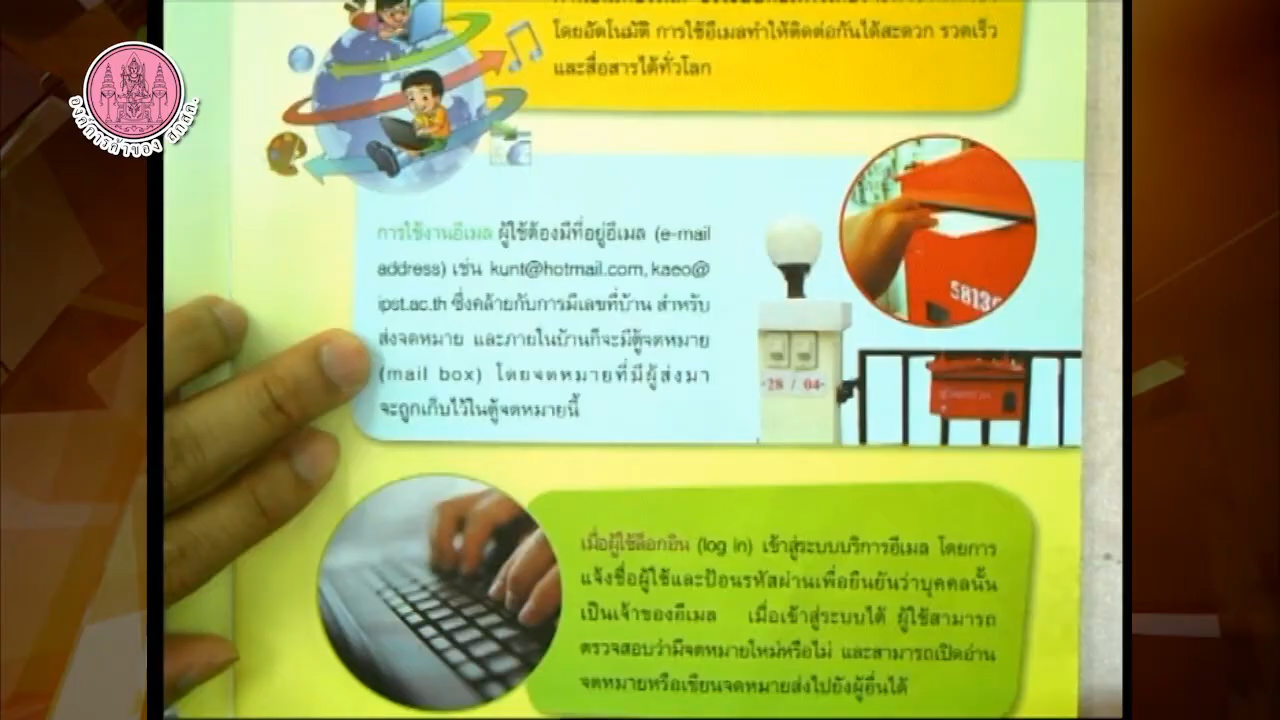 โดยอัตโนมัติ การใช้อีเมลทำให้ติดต่อกันได้สะดวก รวดเร็ว
และสื่อสารได้ทั่วโลก
องค์การค้าของ สกสค.
การใช้งานอีเมล ผู้ใช้ต้องมีที่อยู่อีเมล (e-mail
address) เช่น kunt@hotmail.com, kaeo@
ipst.ac.th ซึ่งคล้ายกับการมีเลขที่บ้าน สำหรับ
ส่งจดหมาย และภายในบ้านก็จะมีตู้จดหมาย
(mail box) โดยจดหมายที่มีผู้ส่งมา
จะถูกเก็บไว้ในตู้จดหมายนี้
58136
28 / 04
เมื่อผู้ใช้ล็อกอิน (log in) เข้าสู่ระบบบริการอีเมล โดยการ
แจ้งชื่อผู้ใช้และป้อนรหัสผ่านเพื่อยืนยันว่าบุคคลนั้น
เป็นเจ้าของอีเมล เมื่อเข้าสู่ระบบได้ ผู้ใช้สามารถ
ตรวจสอบว่ามีจดหมายใหม่หรือไม่ และสามารถเปิดอ่าน
จดหมายหรือเขียนจดหมายส่งไปยังผู้อื่นได้